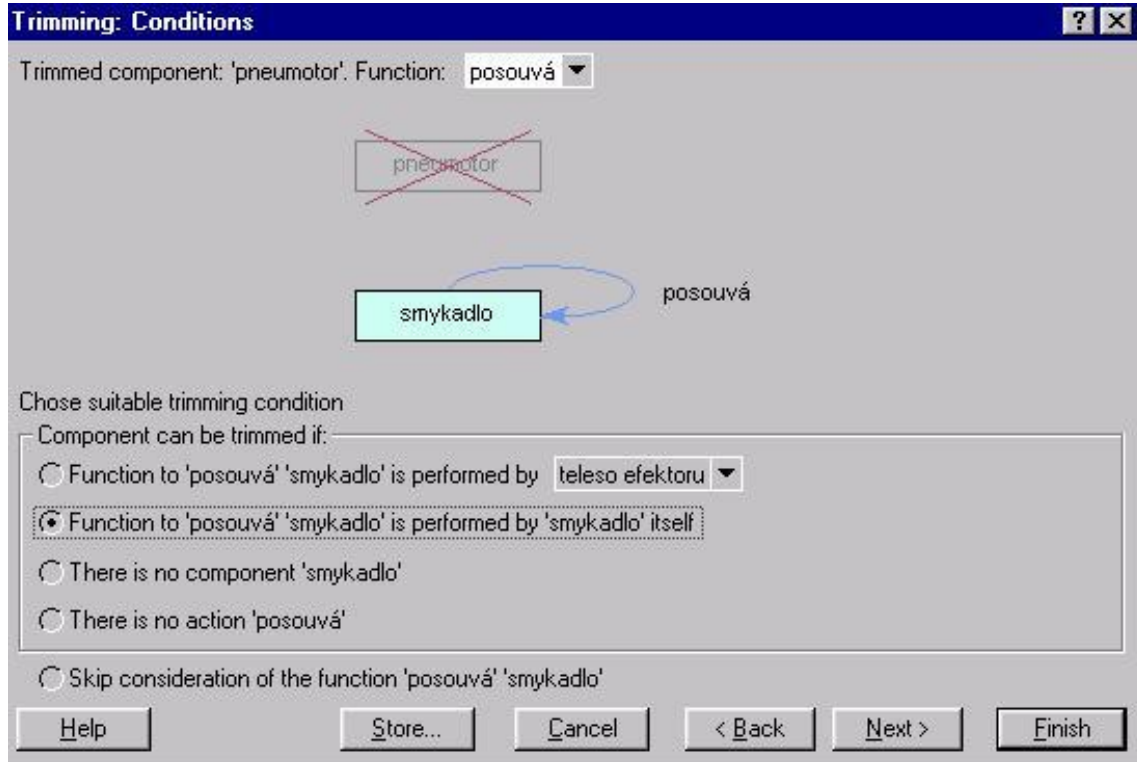 Trimming: Conditions
Trimmed component: 'pneumotor'. Function: posouvá
pneumotor
posouvá
smykadlo
Chose suitable trimming condition
Component can be trimmed if:
Function to 'posouvá' 'smykadlo' is performed by teleso efektoru
Function to 'posouvá' 'smykadlo' is performed by 'smykadlo' itself
There is no component 'smykadlo'
There is no action 'posouvá'
Skip consideration of the function 'posouvá' 'smykadlo'
Help Store... Cancel < Back Next > Finish